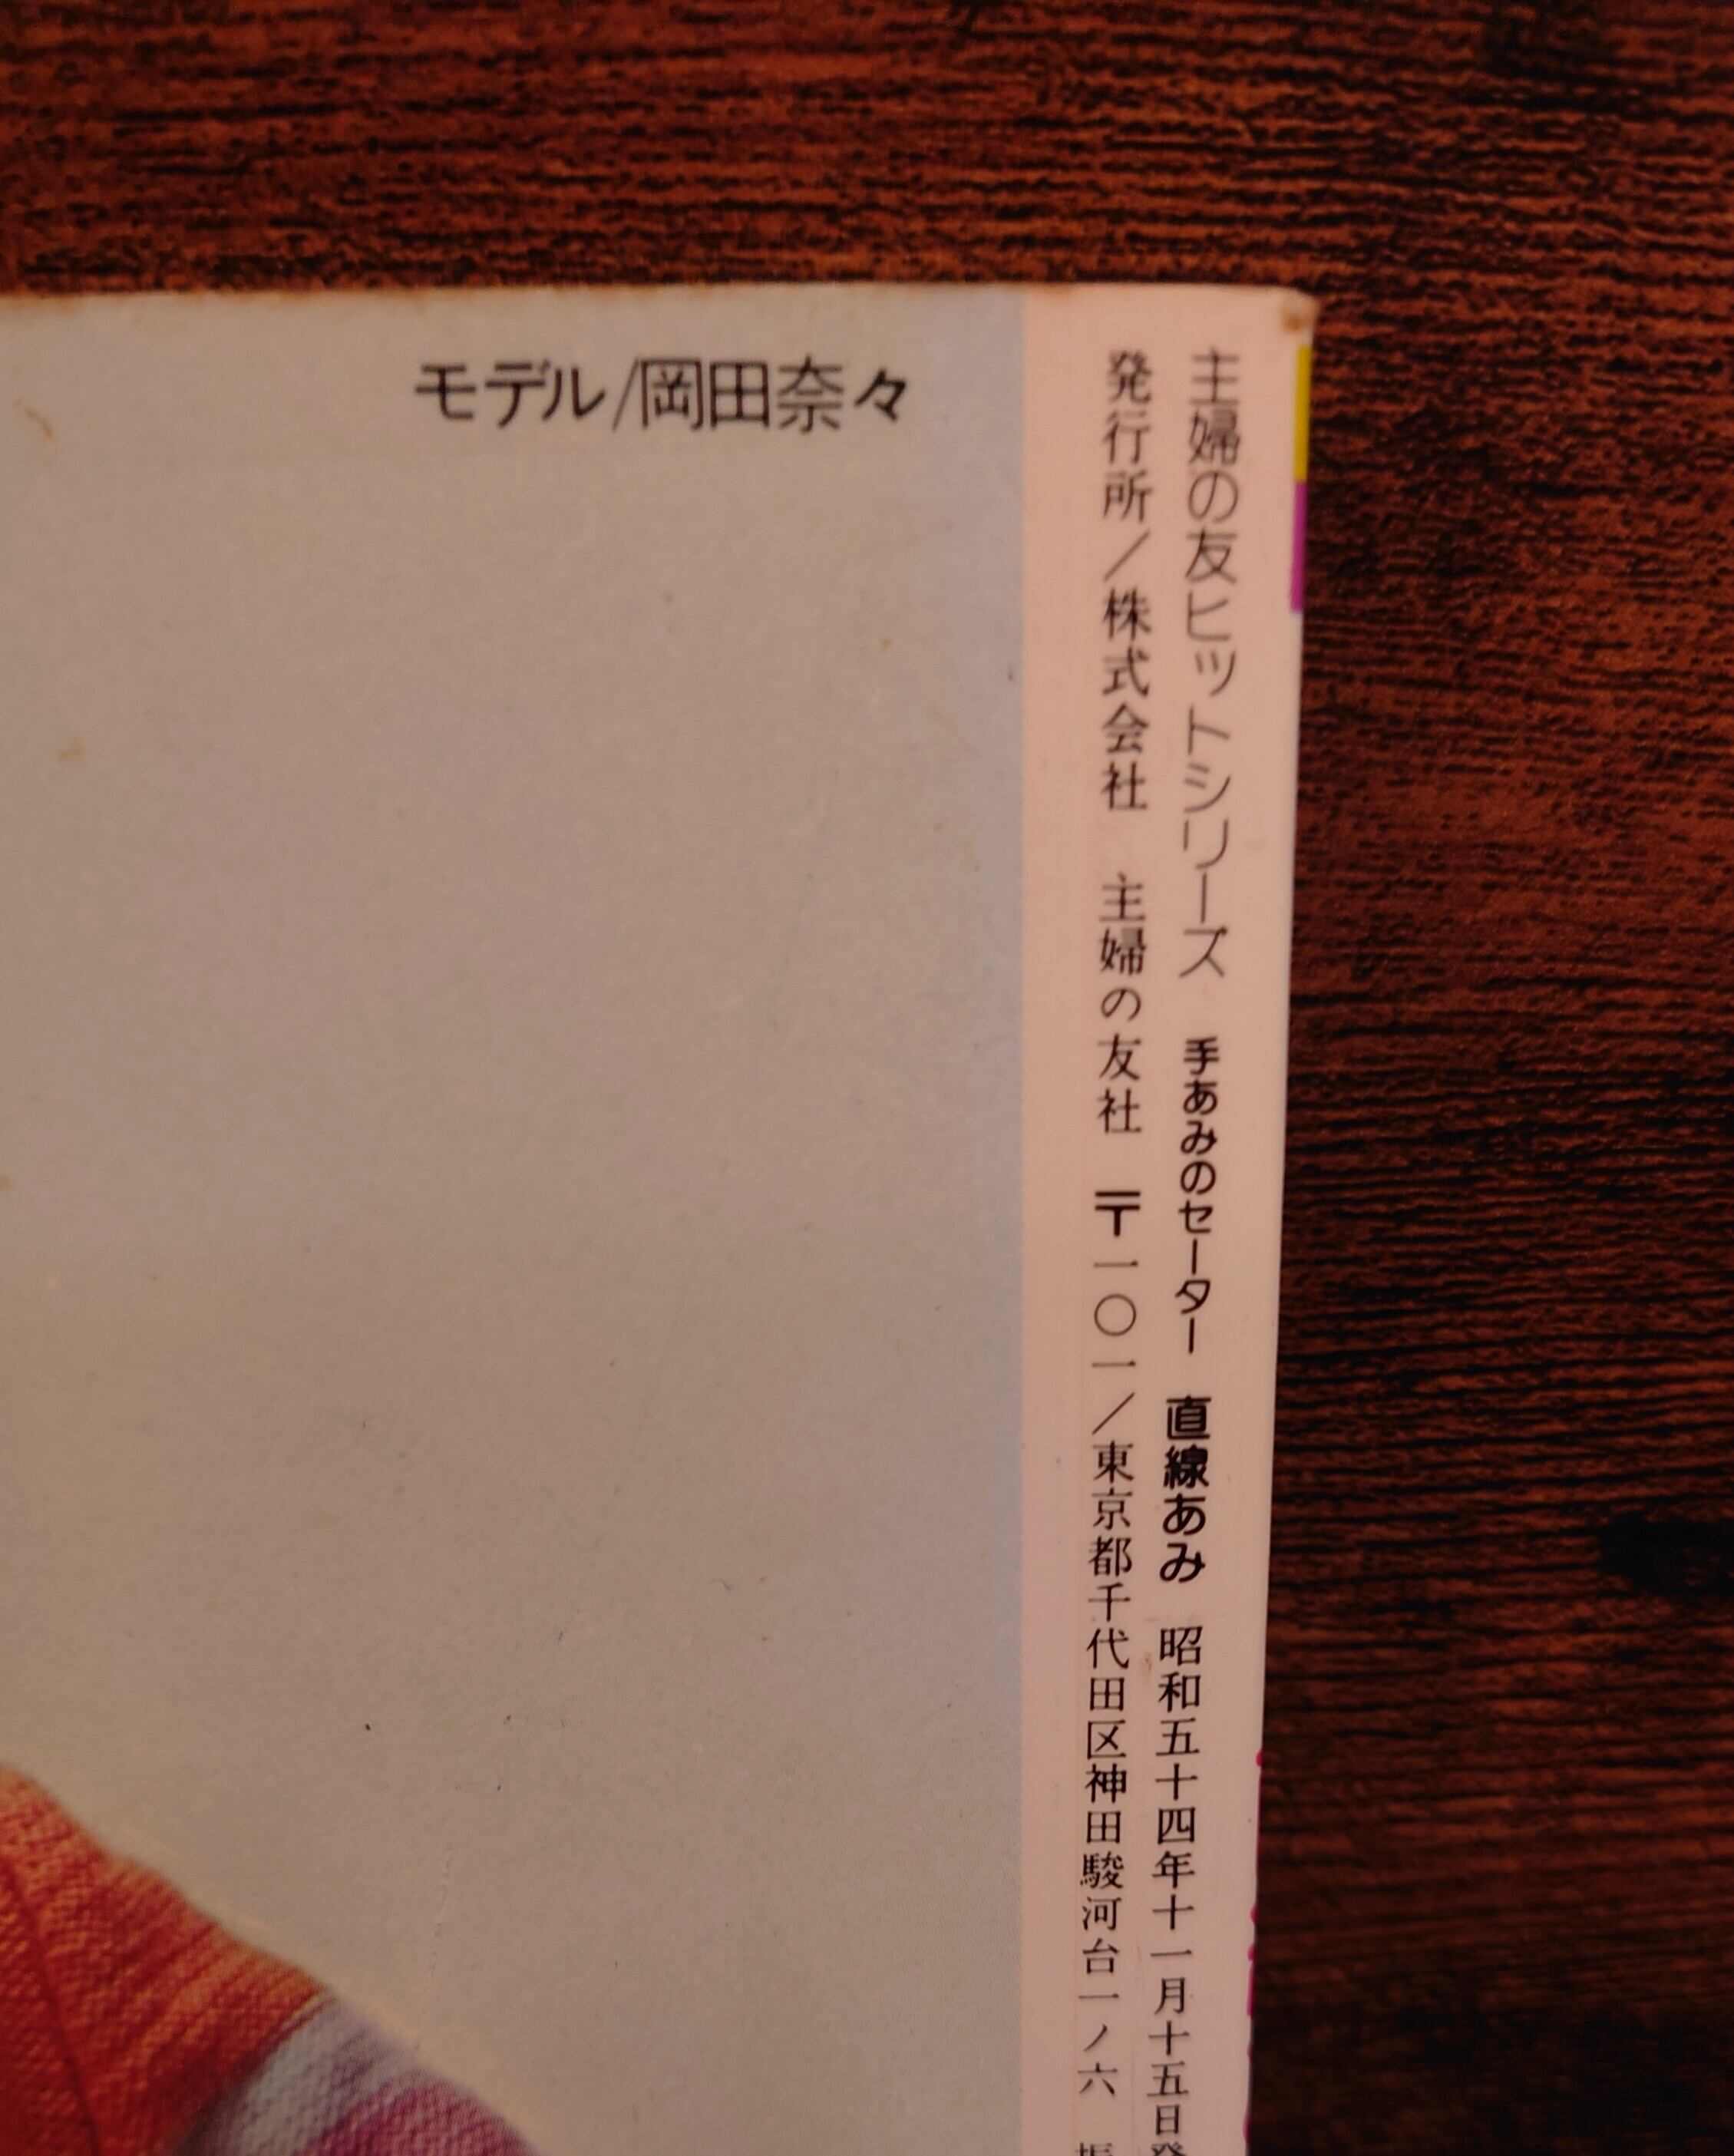 モデル/岡田奈々
主婦の友ヒットシリーズ 手あみのセーター 直線あみ 昭和五十四年十一月十五日発
発行所／株式会社 主婦の友社 〒一〇一／東京都千代田区神田駿河台一ノ六 振